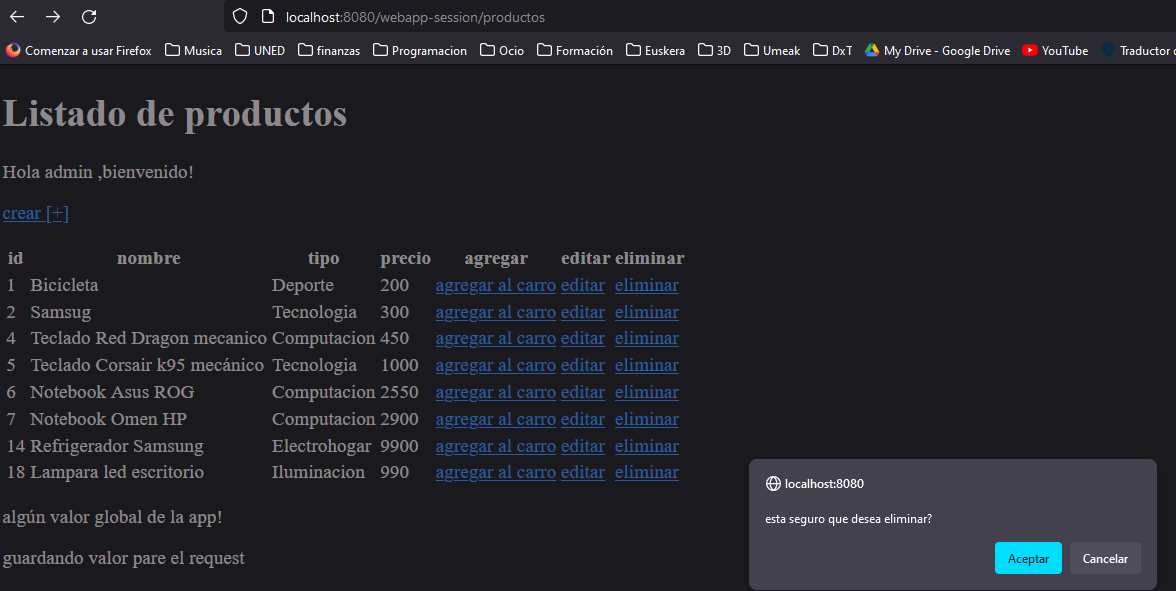 localhost:8080/webapp-session/productos
Comenzar a usar Firefox Musica UNED finanzas Programacion Ocio Formación Euskera 3D Umeak DxT My Drive - Google Drive YouTube Traductor
Listado de productos
Hola admin ,bienvenido!
crear [+]
id nombre tipo precio agregar editar eliminar
1 Bicicleta Deporte 200 agregar al carro editar eliminar
2 Samsug Tecnologia 300 agregar al carro editar eliminar
4 Teclado Red Dragon mecanico Computacion 450 agregar al carro editar eliminar
5 Teclado Corsair k95 mecánico Tecnologia 1000 agregar al carro editar eliminar
6 Notebook Asus ROG Computacion 2550 agregar al carro editar eliminar
7 Notebook Omen HP Computacion 2900 agregar al carro editar eliminar
14 Refrigerador Samsung Electrohogar 9900 agregar al carro editar eliminar
18 Lampara led escritorio Iluminacion 990 agregar al carro editar eliminar
algún valor global de la app!
guardando valor pare el request
localhost:8080
esta seguro que desea eliminar?
Aceptar Cancelar